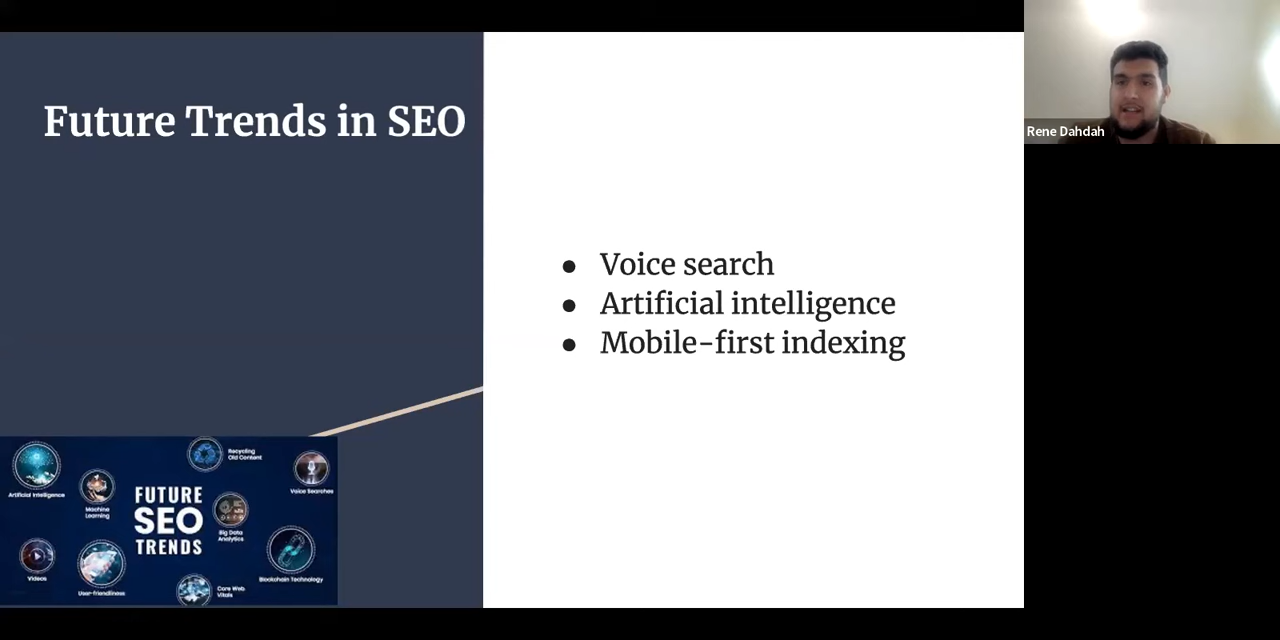 Future Trends in SEO
● Voice search
● Artificial intelligence
● Mobile-first indexing
Rene Dahdah
Recycling
Old Content
Artificial Intelligence
Machine
Learning
FUTURE
SEO
TRENDS
Voice Searches
Big Data
Analytics
Videos
User-friendliness
Core Web
Vitals
Blockchain Technology